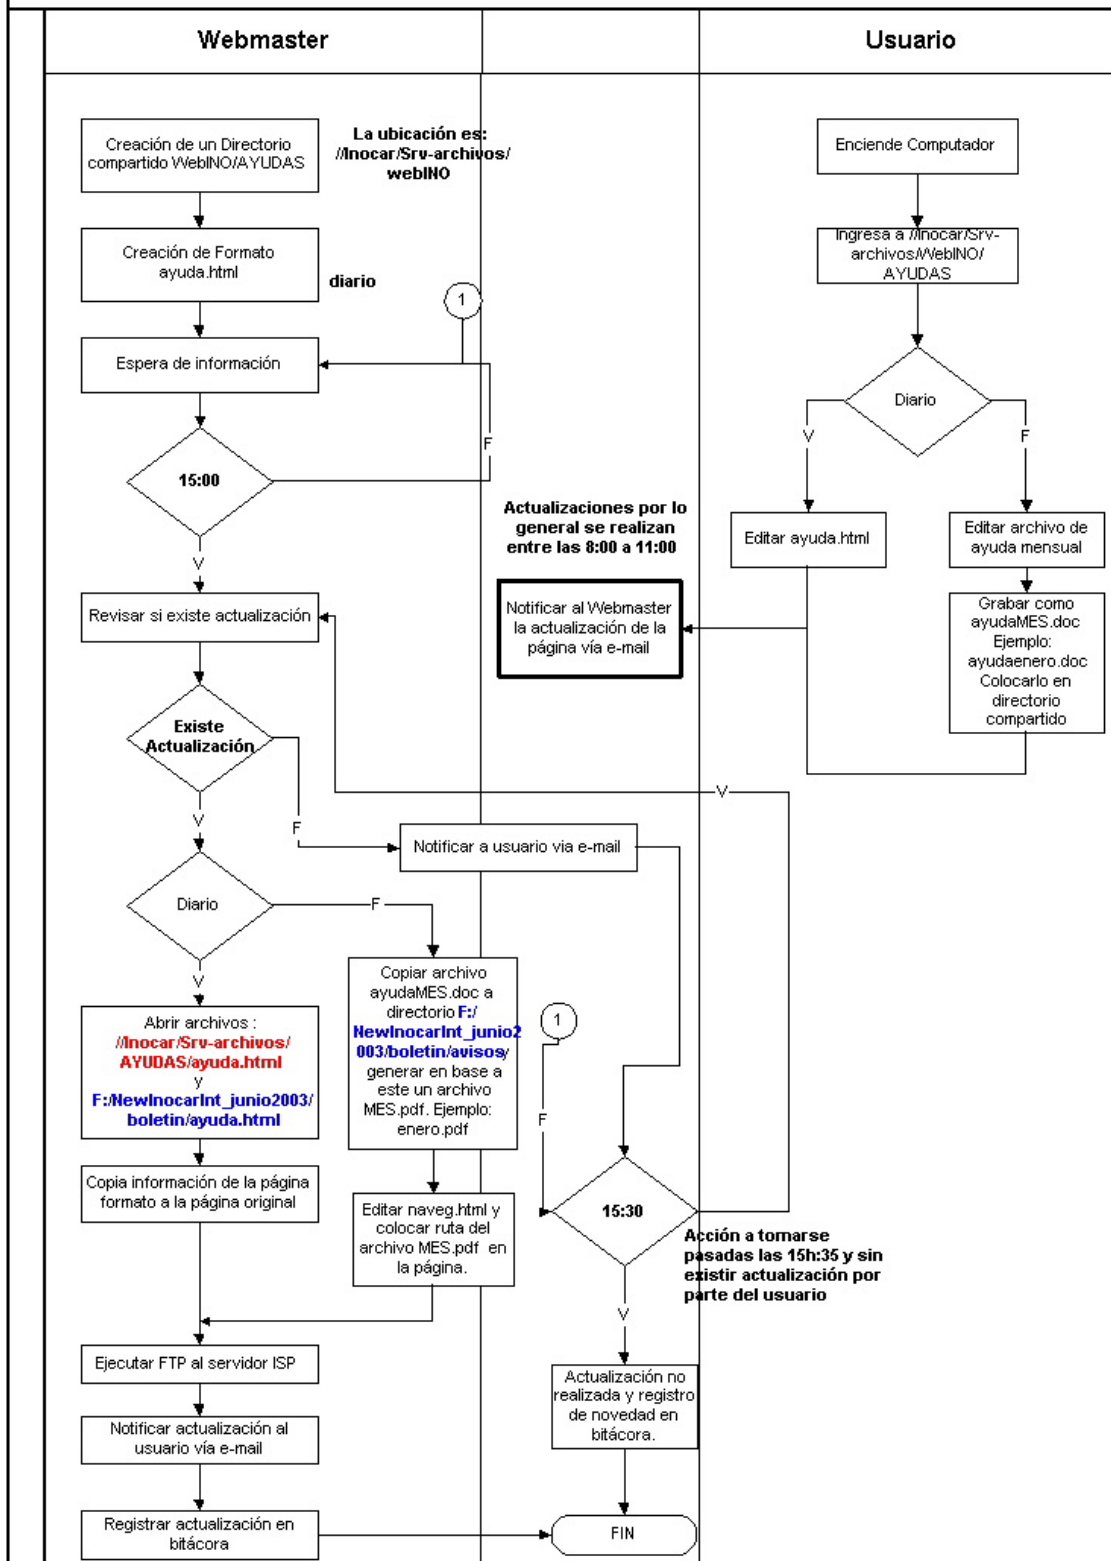 Webmaster
Usuario
Creación de un Directorio
compartido WebINO/AYUDAS
La ubicación es:
//Inocar/Srv-archivos/
webINO
Creación de Formato
ayuda.html
diario
1
Espera de información
15:00
F
V
Revisar si existe actualización
Existe
Actualización
V
F
Notificar a usuario via e-mail
Diario
F
V
Abrir archivos :
//Inocar/Srv-archivos/
AYUDAS/ayuda.html
y
F:/NewInocarInt_junio2003/
boletin/ayuda.html
Copia información de la página
formato a la página original
Copiar archivo
ayudaMES.doc a
directorio F:/
NewInocarInt_junio2
003/boletin/avisos/
generar en base a
este un archivo
MES.pdf. Ejemplo:
enero.pdf
Editar naveg.html y
colocar ruta del
archivo MES.pdf en
la página.
Ejecutar FTP al servidor ISP
Notificar actualización al
usuario vía e-mail
Registrar actualización en
bitácora
Actualizaciones por lo
general se realizan
entre las 8:00 a 11:00
Notificar al Webmaster
la actualización de la
página vía e-mail
1
F
15:30
V
V
Acción a tomarse
pasadas las 15h:35 y sin
existir actualización por
parte del usuario
Actualización no
realizada y registro
de novedad en
bitácora.
FIN
Enciende Computador
Ingresa a //Inocar/Srv-
archivos/WebINO/
AYUDAS
Diario
V
F
Editar ayuda.html
Editar archivo de
ayuda mensual
Grabar como
ayudaMES.doc
Ejemplo:
ayudaenero.doc
Colocarlo en
directorio
compartido